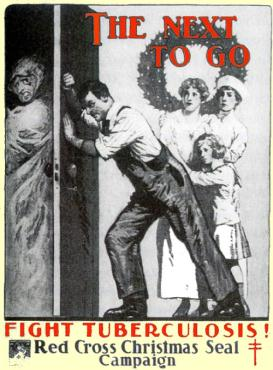 THE NEXT
TO GO
FIGHT TUBERCULOSIS!
Red Cross Christmas Seal
Campaign